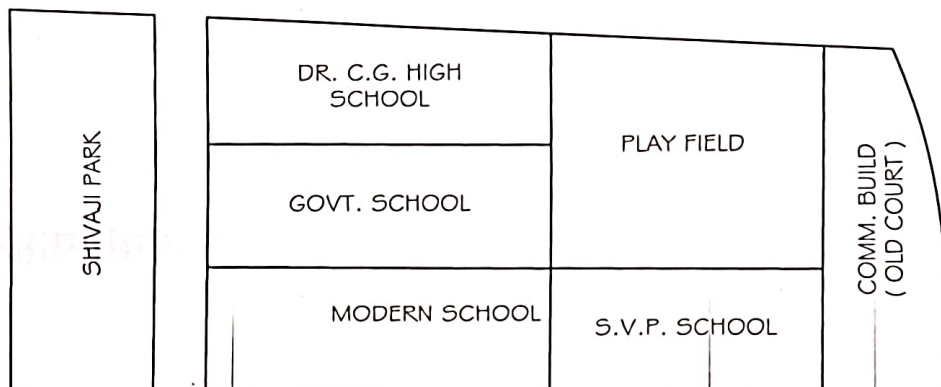 SHIVAJI PARK
DR. C.G. HIGH
SCHOOL
GOVT. SCHOOL
MODERN SCHOOL
PLAY FIELD
S.V.P. SCHOOL
COMM. BUILD
( OLD COURT )